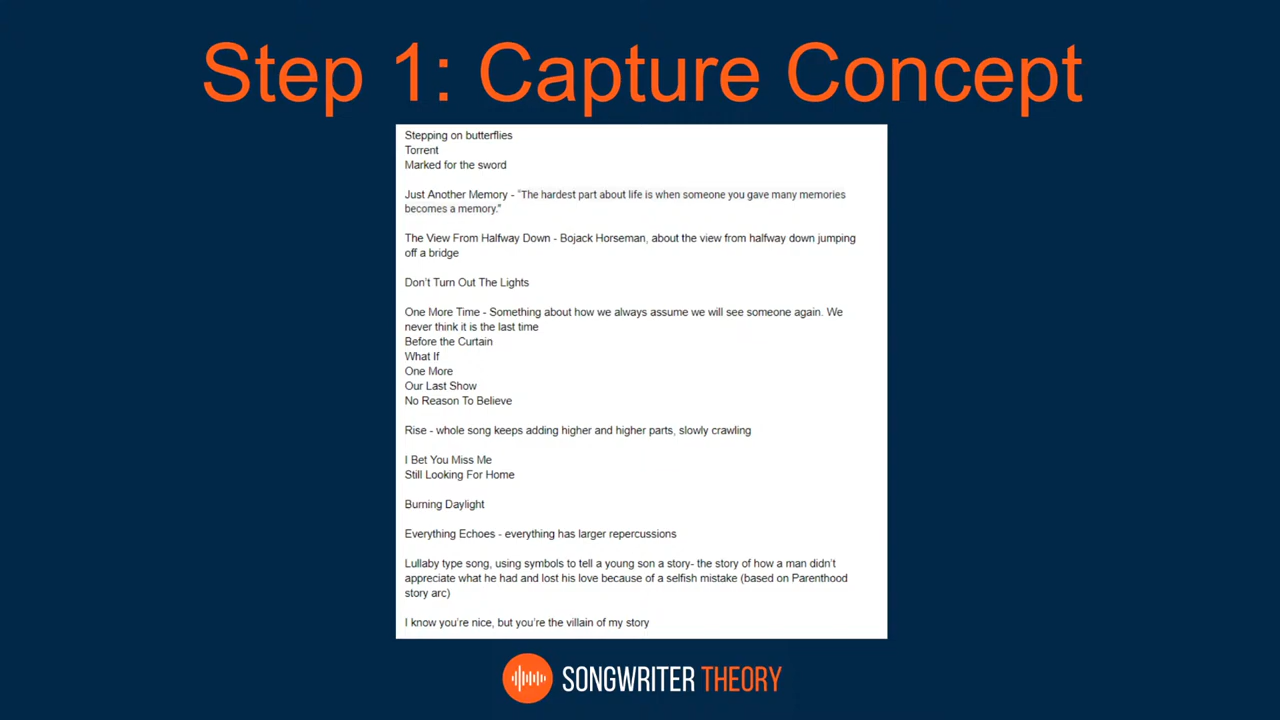 Step 1: Capture Concept
Stepping on butterflies
Torrent
Marked for the sword
Just Another Memory - "The hardest part about life is when someone you gave many memories
becomes a memory."
The View From Halfway Down - Bojack Horseman, about the view from halfway down jumping
off a bridge
Don't Turn Out The Lights
One More Time - Something about how we always assume we will see someone again. We
never think it is the last time
Before the Curtain
What If
One More
Our Last Show
No Reason To Believe
Rise - whole song keeps adding higher and higher parts, slowly crawling
I Bet You Miss Me
Still Looking For Home
Burning Daylight
Everything Echoes - everything has larger repercussions
Lullaby type song, using symbols to tell a young son a story- the story of how a man didn't
appreciate what he had and lost his love because of a selfish mistake (based on Parenthood
story arc)
I know you're nice, but you're the villain of my story
SONGWRITER THEORY